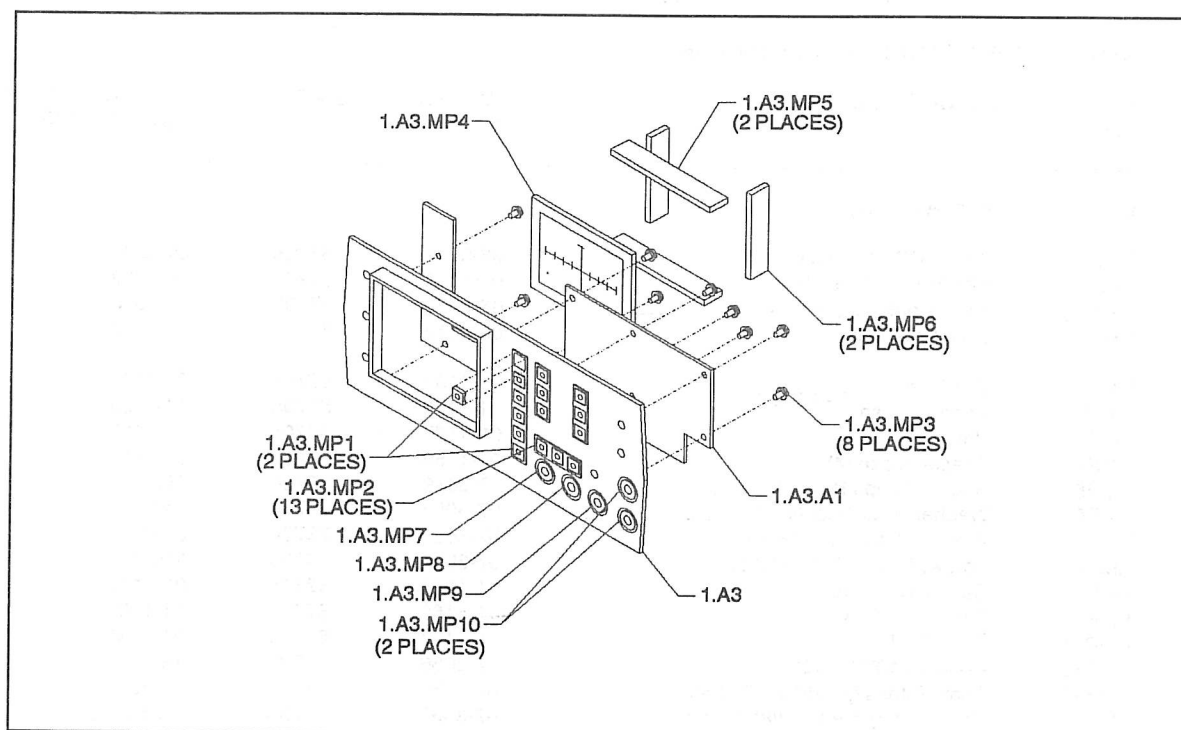 1.A3.MP5
(2 PLACES)
1.A3.MP4
1.A3.MP6
(2 PLACES)
1.A3.MP3
(8 PLACES)
1.A3.MP1
(2 PLACES)
1.A3.MP2
(13 PLACES)
1.A3.A1
1.A3.MP7
1.A3.MP8
1.A3.MP9
1.A3
1.A3.MP10
(2 PLACES)